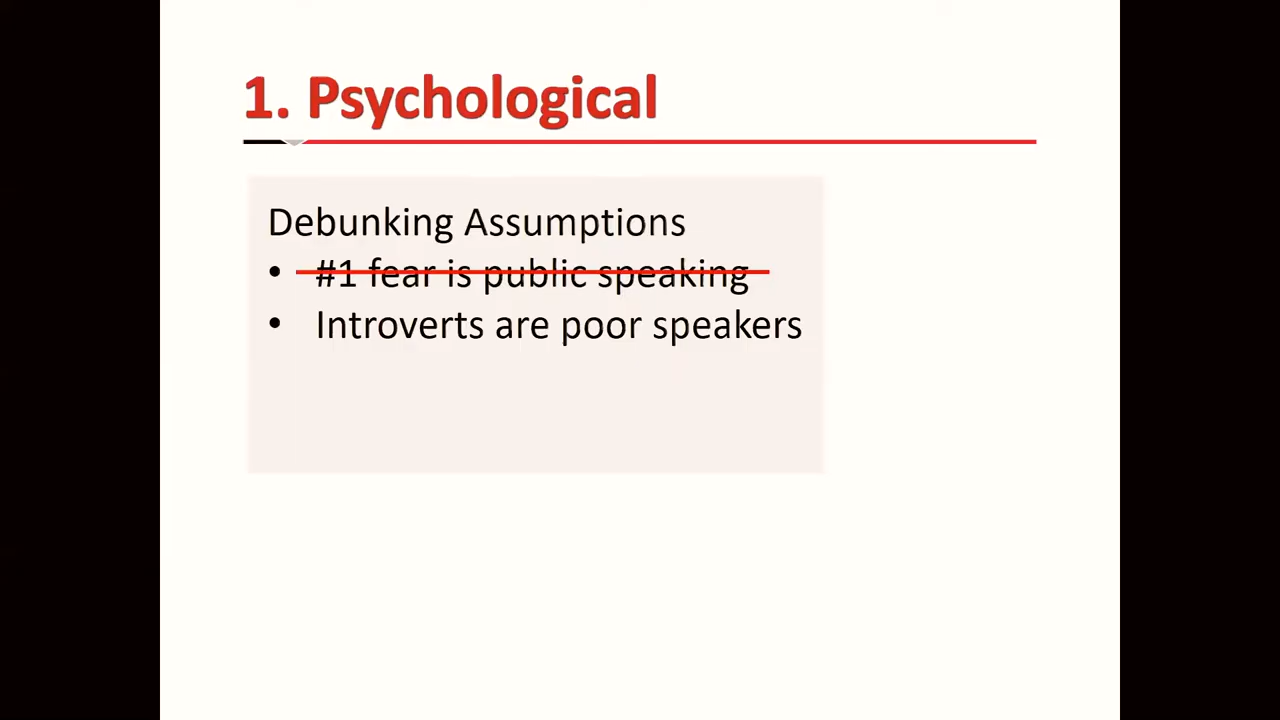 1. Psychological
Debunking Assumptions
• #1 fear is public speaking
• Introverts are poor speakers